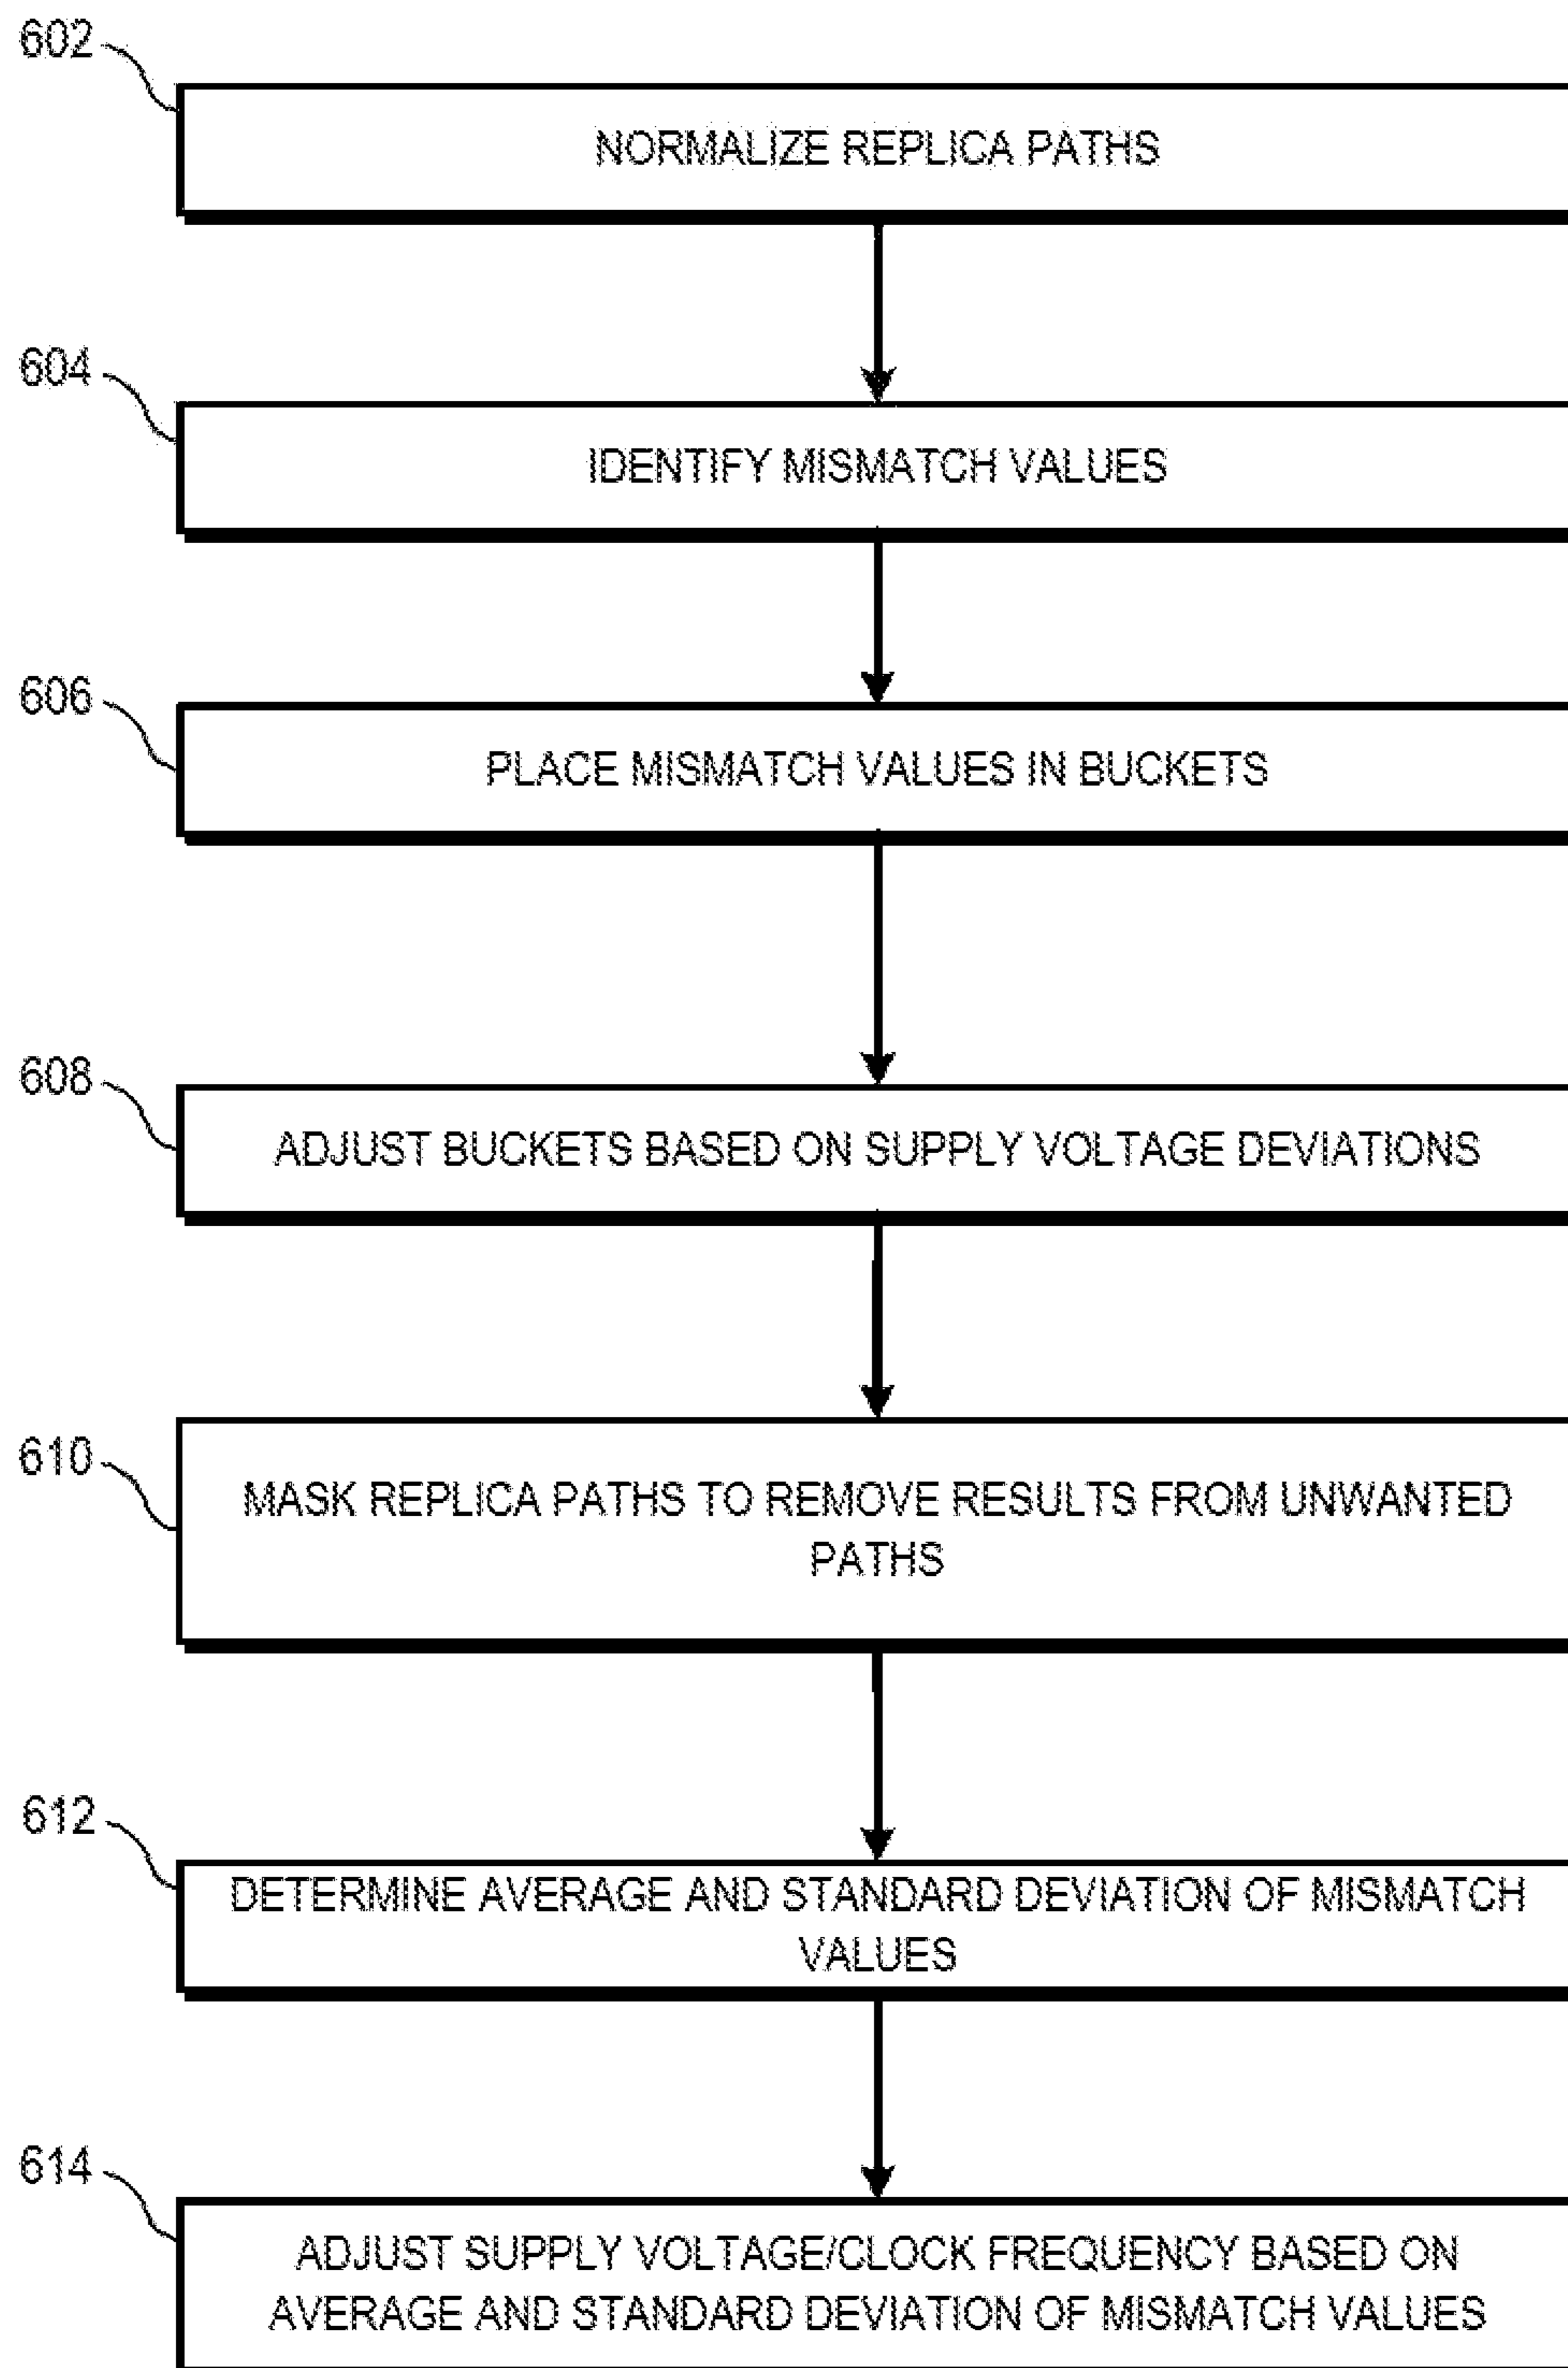 602
NORMALIZE REPLICA PATHS
604
IDENTIFY MISMATCH VALUES
606
PLACE MISMATCH VALUES IN BUCKETS
608
ADJUST BUCKETS BASED ON SUPPLY VOLTAGE DEVIATIONS
610
MASK REPLICA PATHS TO REMOVE RESULTS FROM UNWANTED
PATHS
612
DETERMINE AVERAGE AND STANDARD DEVIATION OF MISMATCH
VALUES
614
ADJUST SUPPLY VOLTAGE/CLOCK FREQUENCY BASED ON
AVERAGE AND STANDARD DEVIATION OF MISMATCH VALUES